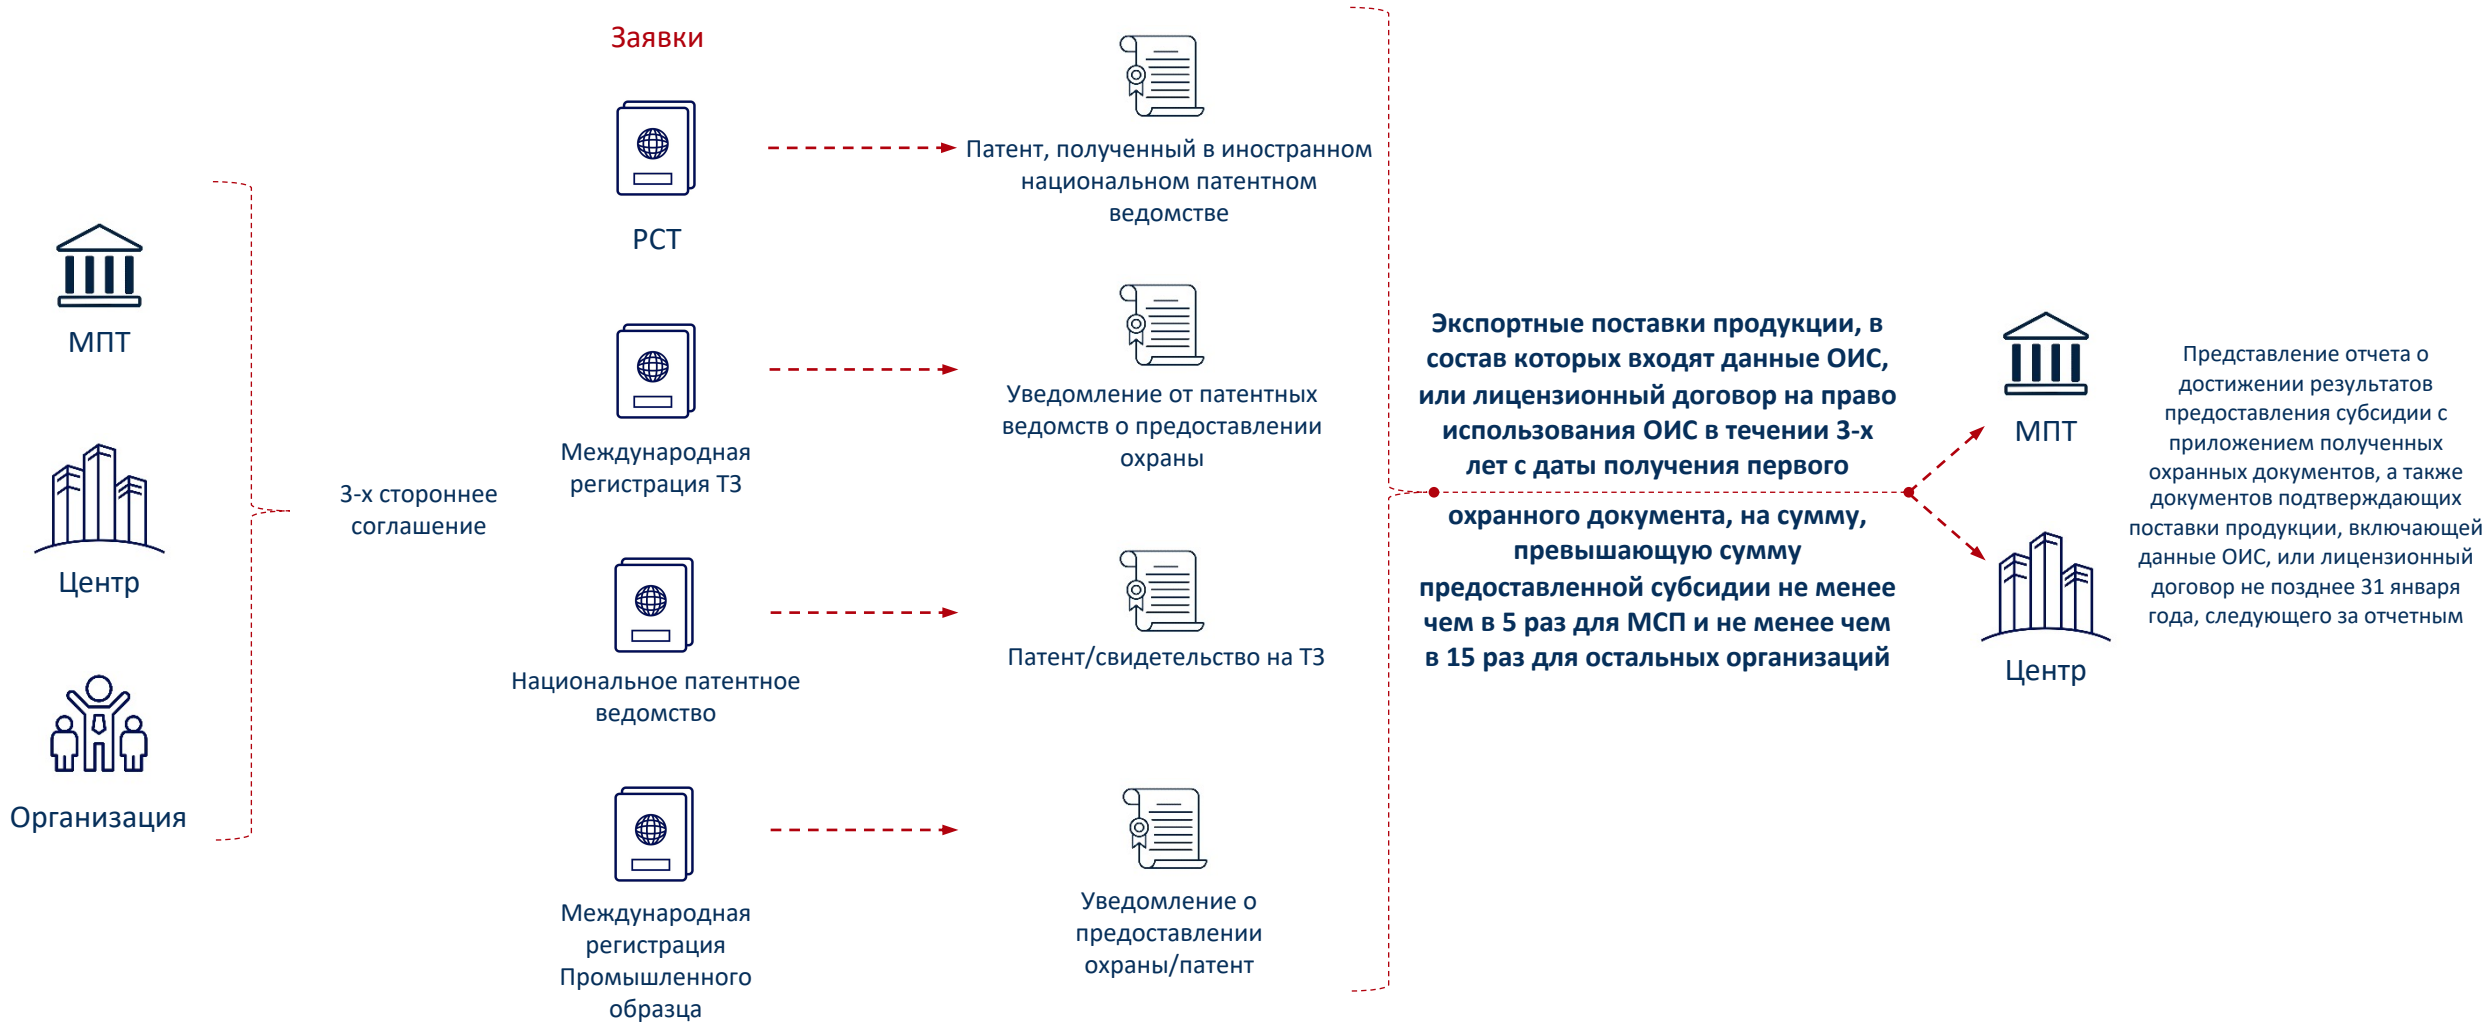 МПТ
Центр
Организация
3-х стороннее
соглашение
Заявки
РСТ
Международная
регистрация ТЗ
Национальное патентное
ведомство
Международная
регистрация
Промышленного
образца
Патент, полученный в иностранном
национальном патентном
ведомстве
Уведомление от патентных
ведомств о предоставлении
охраны
Патент/свидетельство на ТЗ
Уведомление о
предоставлении
охраны/патент
Экспортные поставки продукции, в
состав которых входят данные ОИС,
или лицензионный договор на право
использования ОИС в течении 3-х
лет с даты получения первого
охранного документа, на сумму,
превышающую сумму
предоставленной субсидии не менее
чем в 5 раз для МСП и не менее чем
в 15 раз для остальных организаций
МПТ
Центр
Представление отчета о
достижении результатов
предоставления субсидии с
приложением полученных
охранных документов, а также
документов подтверждающих
поставки продукции, включающей
данные ОИС, или лицензионный
договор не позднее 31 января
года, следующего за отчетным